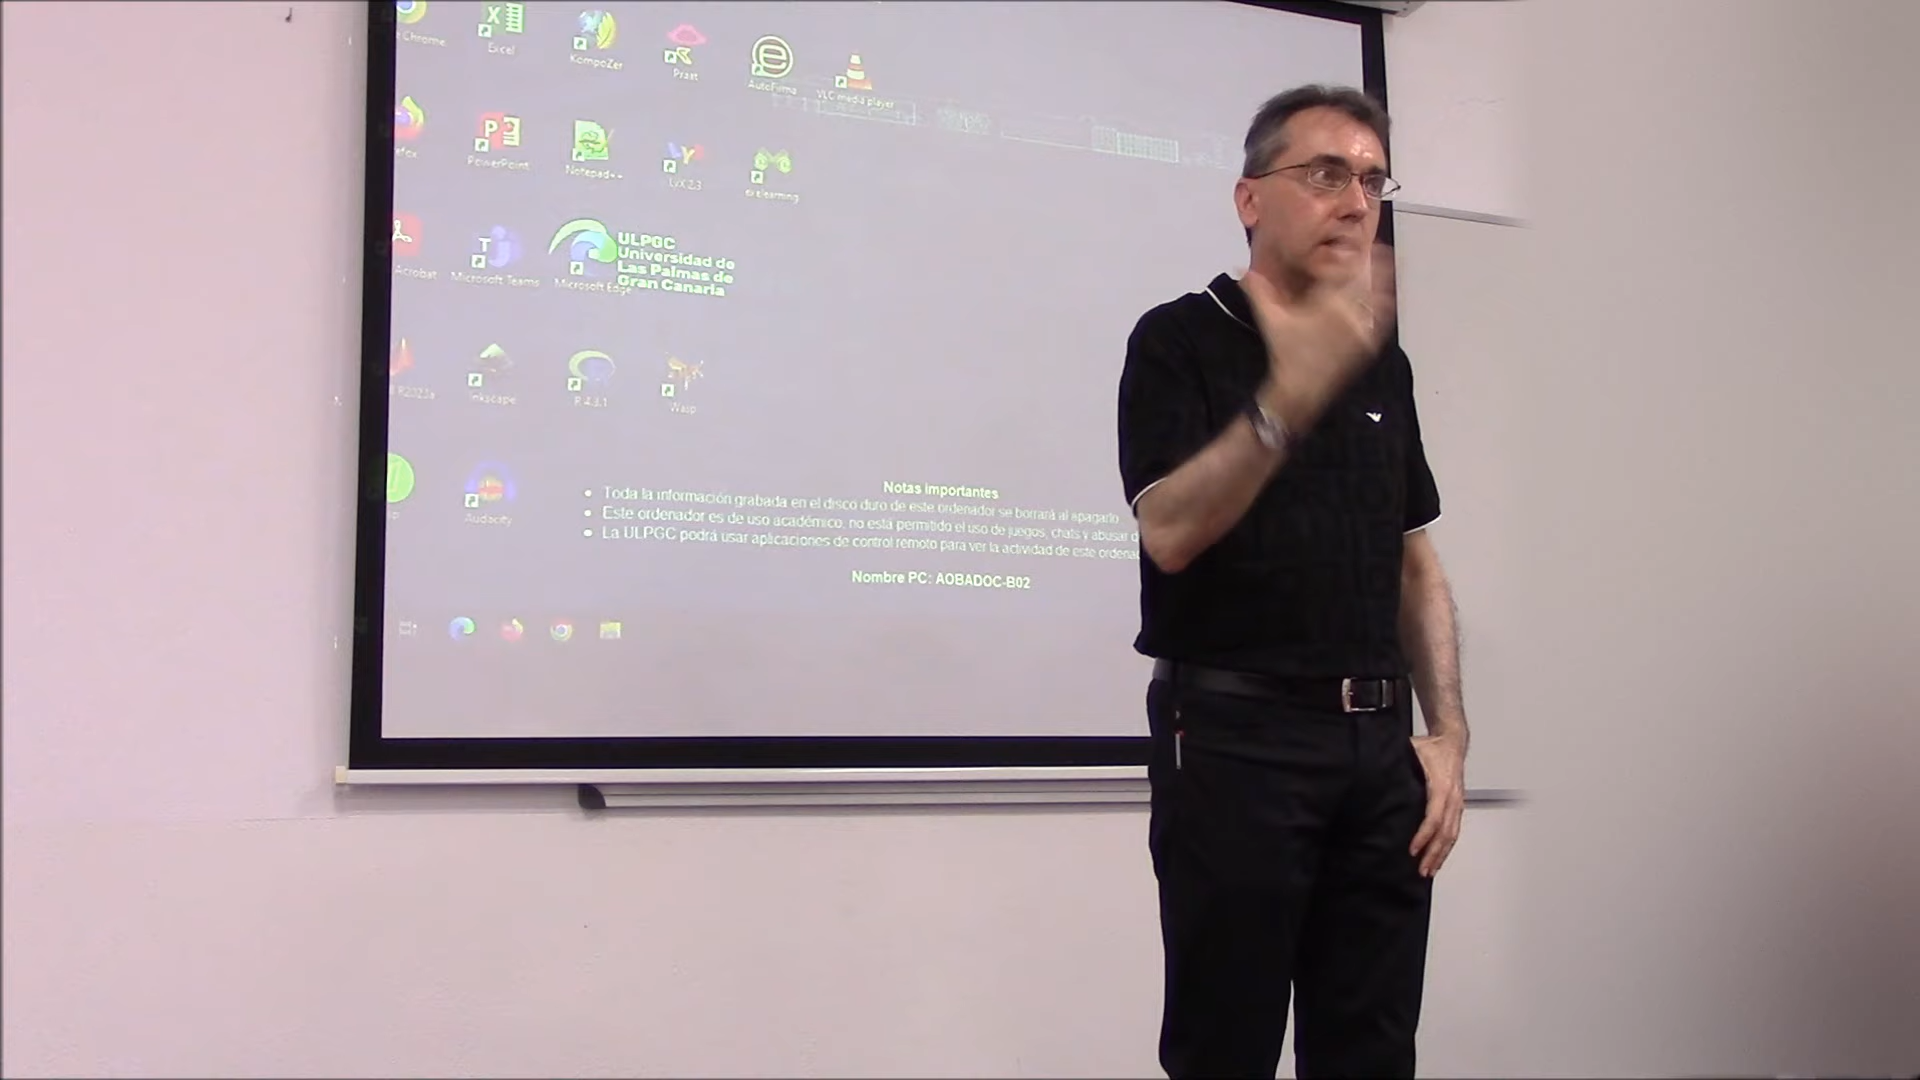 Chrome
Excel
KompoZer
Praat
AutoFirma
VLC media player
efox
PowerPoint
Notepad++
LyX 2.3
exelearning
Acrobat
Microsoft Teams
Microsoft Edge
ULPGC
Universidad de
Las Palmas de
Gran Canaria
R2023a
Inkscape
R 4.3.1
Wasp
Audacity
Notas importantes
Toda la información grabada en el disco duro de este ordenador se borrará al apagarlo
Este ordenador es de uso académico, no está permitido el uso de juegos, chats y abusar d
La ULPGC podrá usar aplicaciones de control remoto para ver la actividad de este ordena
Nombre PC: AOBADOC-B02